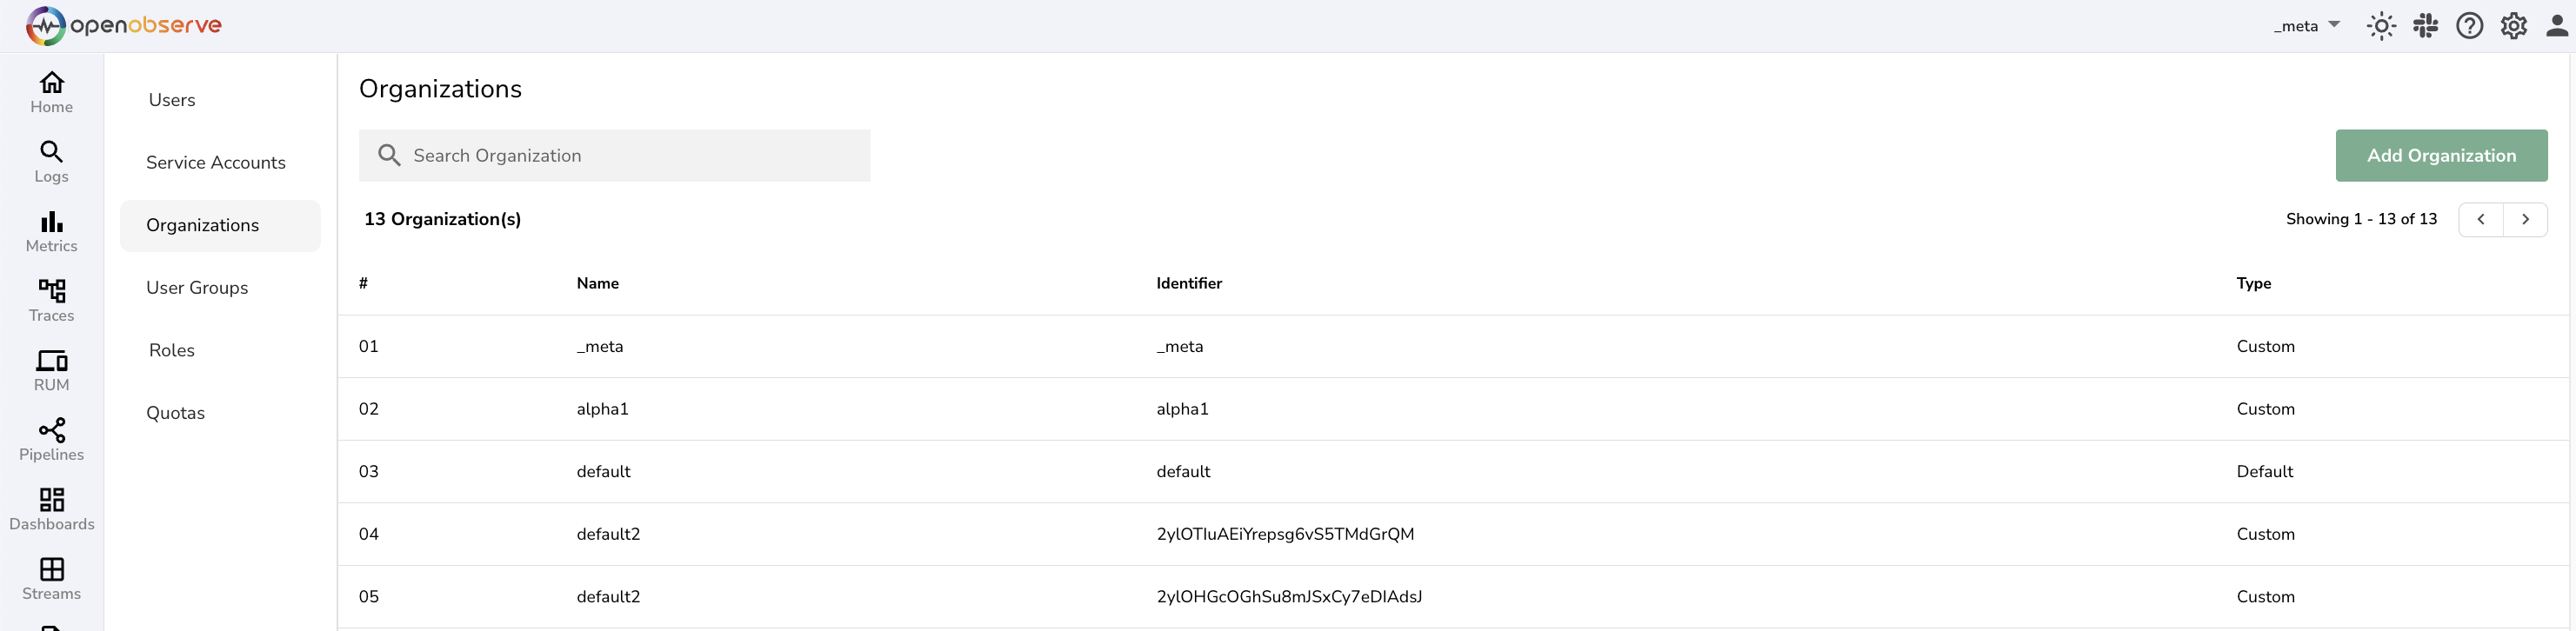 openobserve
_meta
Home
Logs
Metrics
Traces
RUM
Pipelines
Dashboards
Streams
Users
Service Accounts
Organizations
User Groups
Roles
Quotas
Organizations
Search Organization
Add Organization
13 Organization(s)
Showing 1 - 13 of 13
# Name Identifier Type
01 _meta _meta Custom
02 alpha1 alpha1 Custom
03 default default Default
04 default2 2ylOTIuAEiYrepsg6vS5TMdGrQM Custom
05 default2 2ylOHGcOGhSu8mJSxCy7eDIAdsJ Custom